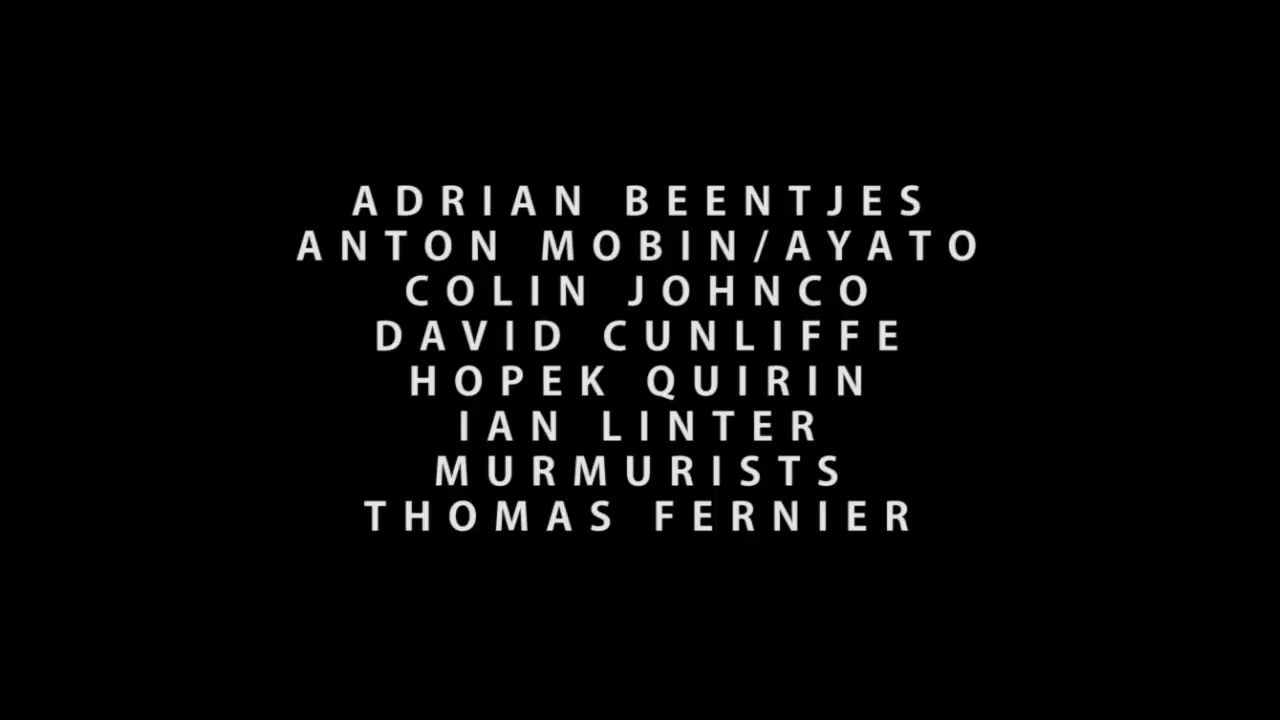 ADRIAN BEENTJES
ANTON MOBIN/AYATO
COLIN JOHNCO
DAVID CUNLIFFE
HOPEK QUIRIN
IAN LINTER
MURMURISTS
THOMAS FERNIER